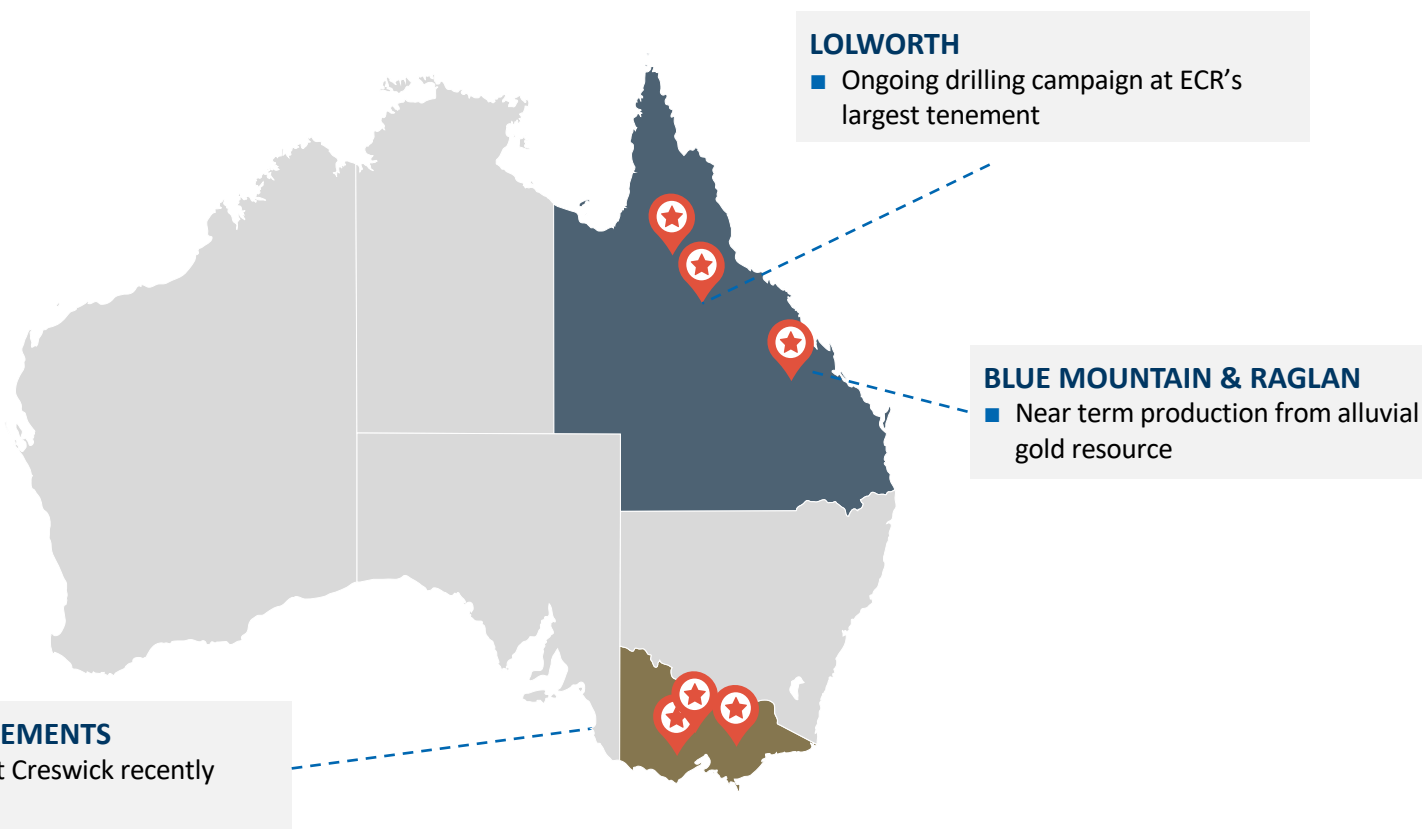 LOLWORTH
■ Ongoing drilling campaign at ECR's
largest tenement
BLUE MOUNTAIN & RAGLAN
■ Near term production from alluvial
gold resource
EMENTS
t Creswick recently